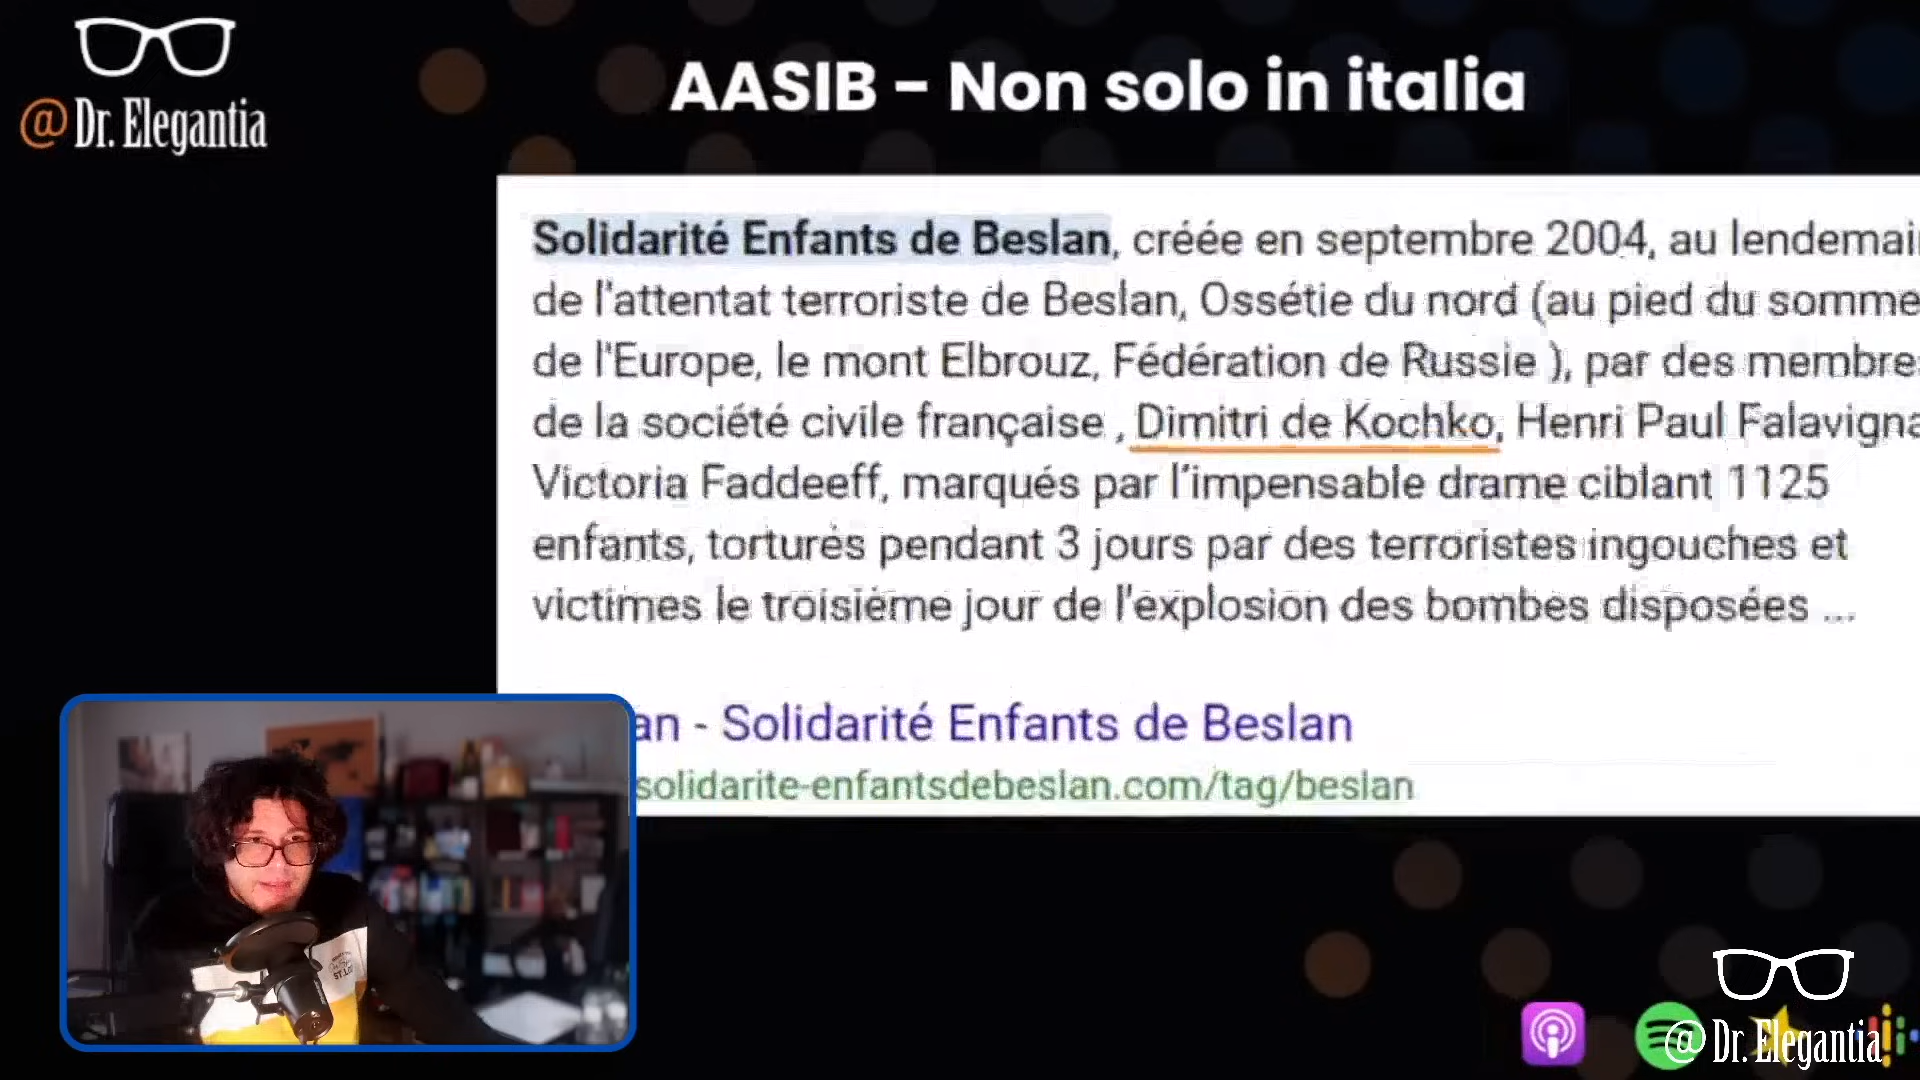 @ Dr. Elegantia
AASIB - Non solo in italia
Solidarité Enfants de Beslan, créée en septembre 2004, au lendemai
de l'attentat terroriste de Beslan, Ossétie du nord (au pied du somme
de l'Europe, le mont Elbrouz, Fédération de Russie ), par des membre
de la société civile française , Dimitri de Kochko, Henri Paul Falavigna
Victoria Faddeeff, marqués par l'impensable drame ciblant 1125
enfants, torturés pendant 3 jours par des terroristes ingouches et
victimes le troisième jour de l'explosion des bombes disposées ...
an - Solidarité Enfants de Beslan
solidarite-enfantsdebeslan.com/tag/beslan
@ Dr. Elegantia